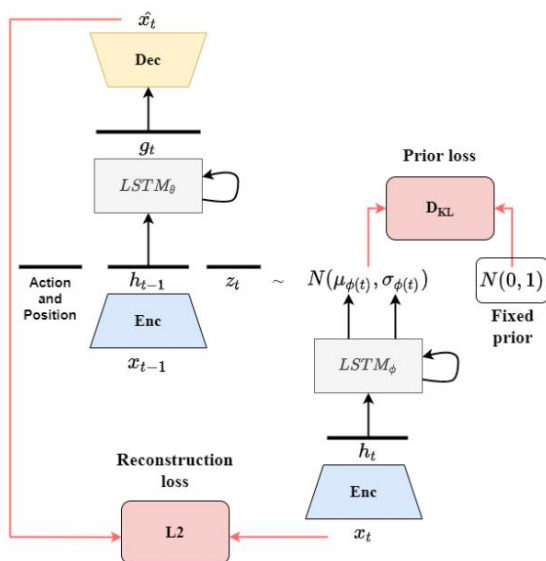 x̂_t
Dec
g_t
LSTM_θ
Prior loss
D_KL
Action
and
Position
h_{t-1}
z_t
~
N(μ_{ϕ(t)}, σ_{ϕ(t)})
N(0, 1)
Fixed
prior
Enc
x_{t-1}
LSTM_ϕ
h_t
Reconstruction
loss
Enc
L2
x_t